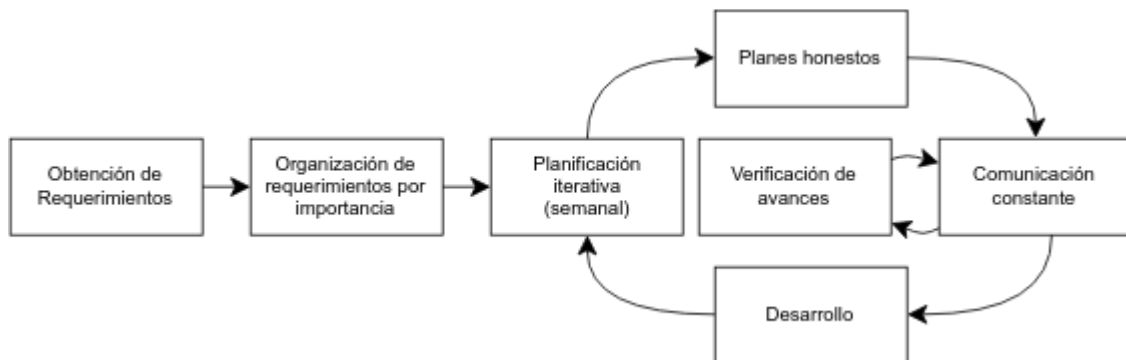 Planes honestos
Obtención de
Requerimientos
Organización de
requerimientos por
importancia
Planificación
iterativa
(semanal)
Verificación de
avances
Comunicación
constante
Desarrollo